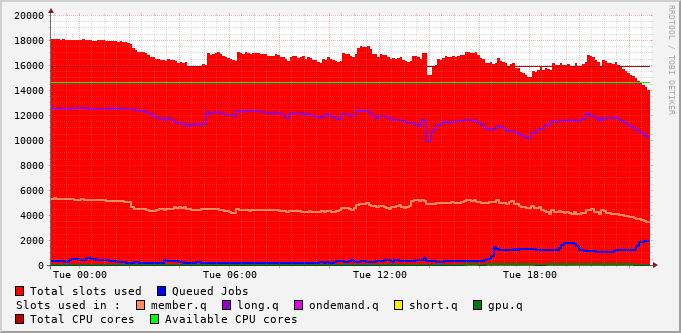 RRDTOOL / TOBI OETIKER
20000
18000
16000
14000
12000
10000
8000
6000
4000
2000
0
Tue 00:00 Tue 06:00 Tue 12:00 Tue 18:00
Total slots used Queued Jobs
Slots used in : member.q long.q ondemand.q short.q gpu.q
Total CPU cores Available CPU cores